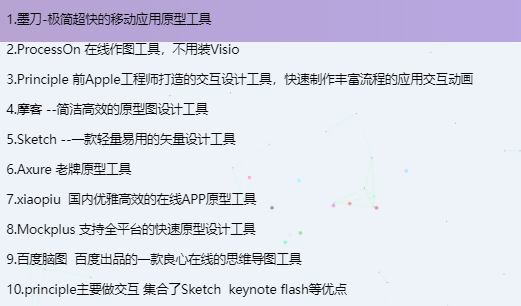 1.墨刀-极简超快的移动应用原型工具
2.ProcessOn 在线作图工具，不用装Visio
3.Principle 前Apple工程师打造的交互设计工具，快速制作丰富流程的应用交互动画
4.摩客 --简洁高效的原型图设计工具
5.Sketch --一款轻量易用的矢量设计工具
6.Axure 老牌原型工具
7.xiaopiu  国内优雅高效的在线APP原型工具
8.Mockplus 支持全平台的快速原型设计工具
9.百度脑图  百度出品的一款良心在线的思维导图工具
10.principle主要做交互 集合了Sketch  keynote flash等优点